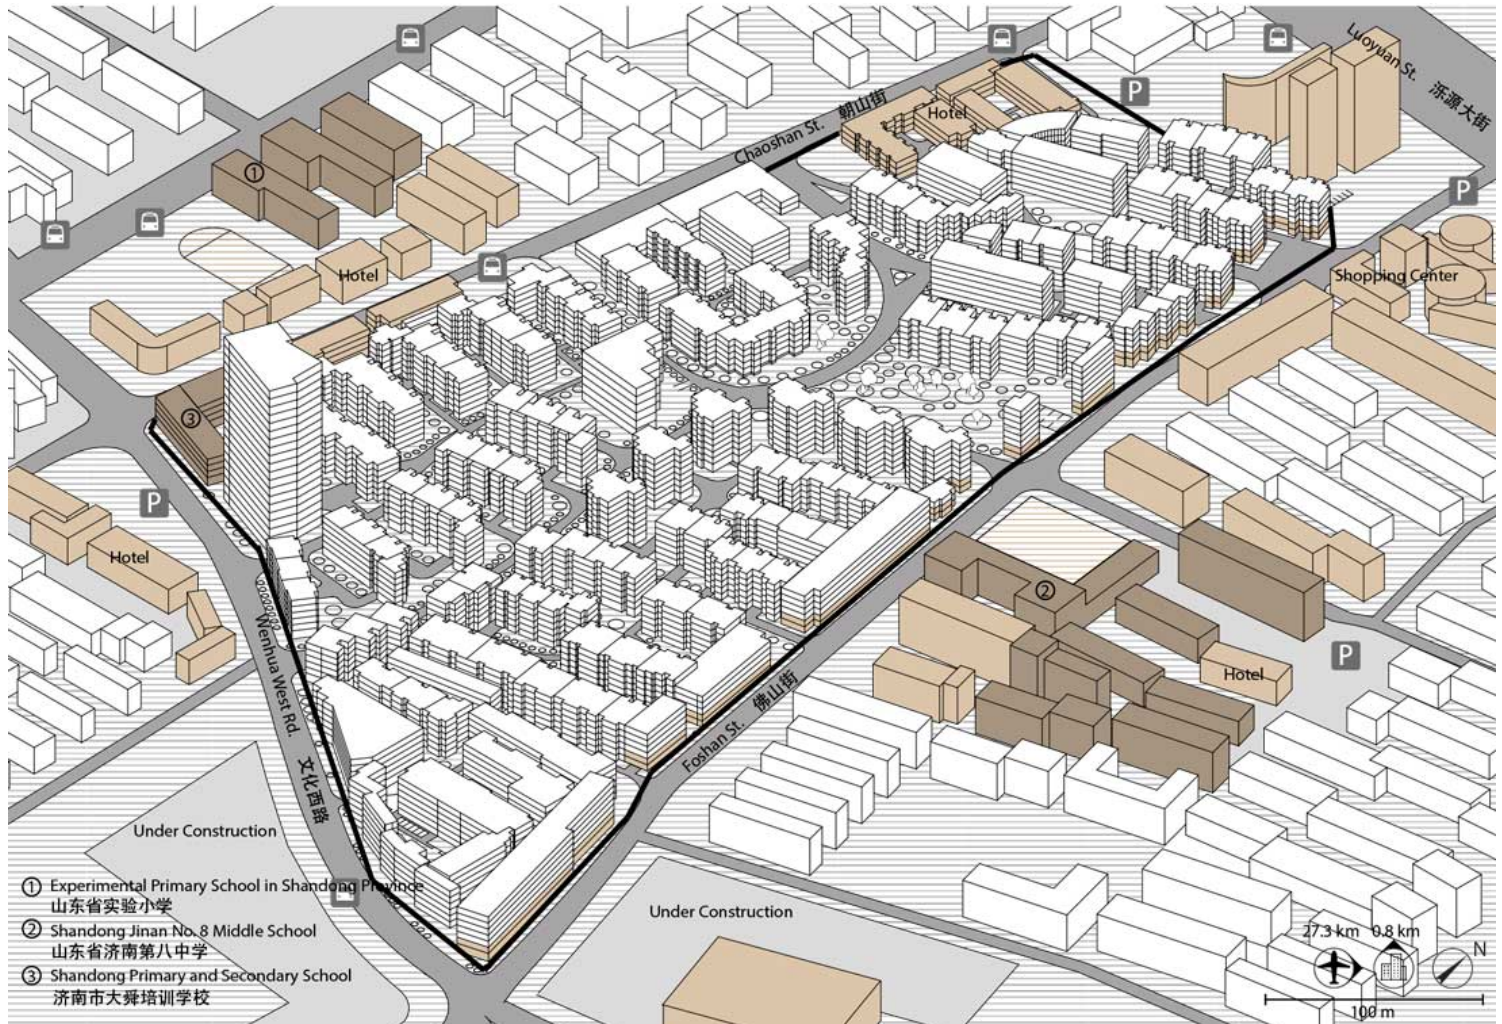 Luoyuan St.
泺源大街
P
Hotel
Chaoshan St.
朝山街
P
①
Hotel
Shopping Center
③
P
Hotel
②
P
Hotel
Wenhua West Rd.
文化西路
Foshan St.
佛山街
Under Construction
Under Construction
① Experimental Primary School in Shandong Province
山东省实验小学
② Shandong Jinan No. 8 Middle School
山东省济南第八中学
③ Shandong Primary and Secondary School
济南市大舜培训学校
27.3 km 0.8 km
N
100 m